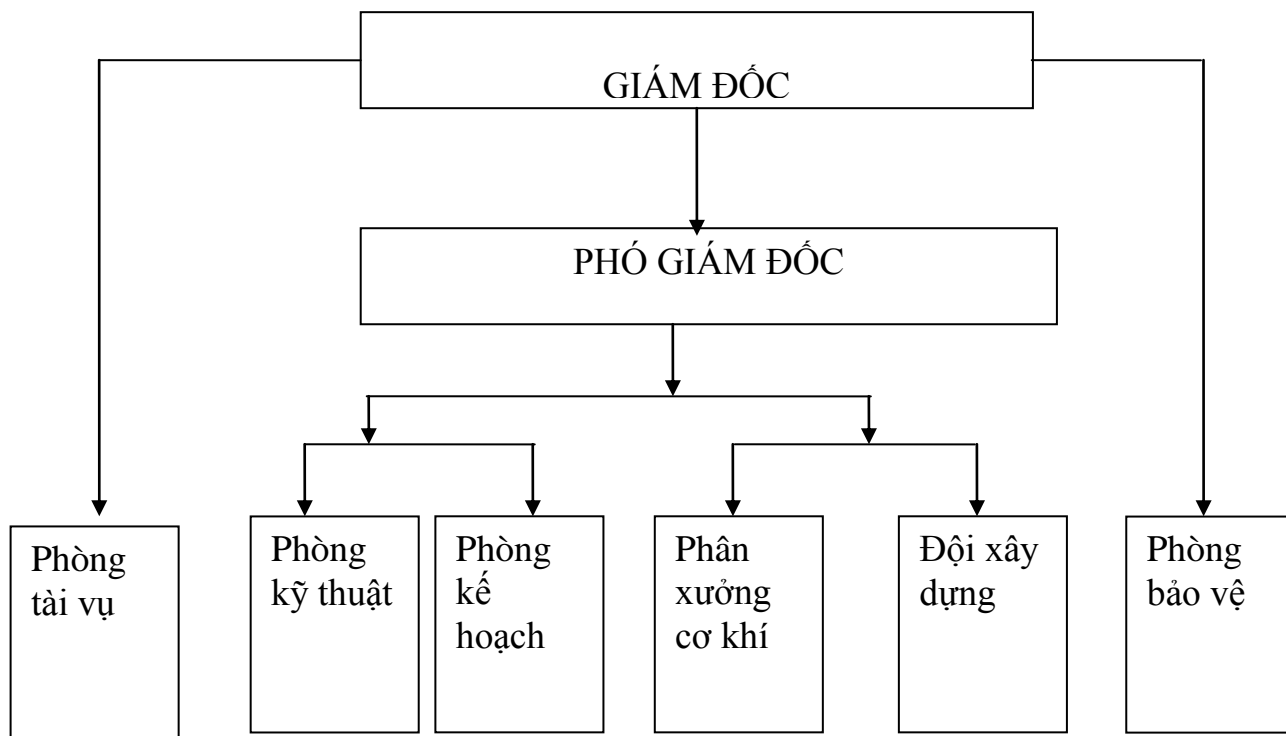 GIÁM ĐỐC
PHÓ GIÁM ĐỐC
Phòng
tài vụ
Phòng
kỹ thuật
Phòng
kế
hoạch
Phân
xưởng
cơ khí
Đội xây
dựng
Phòng
bảo vệ